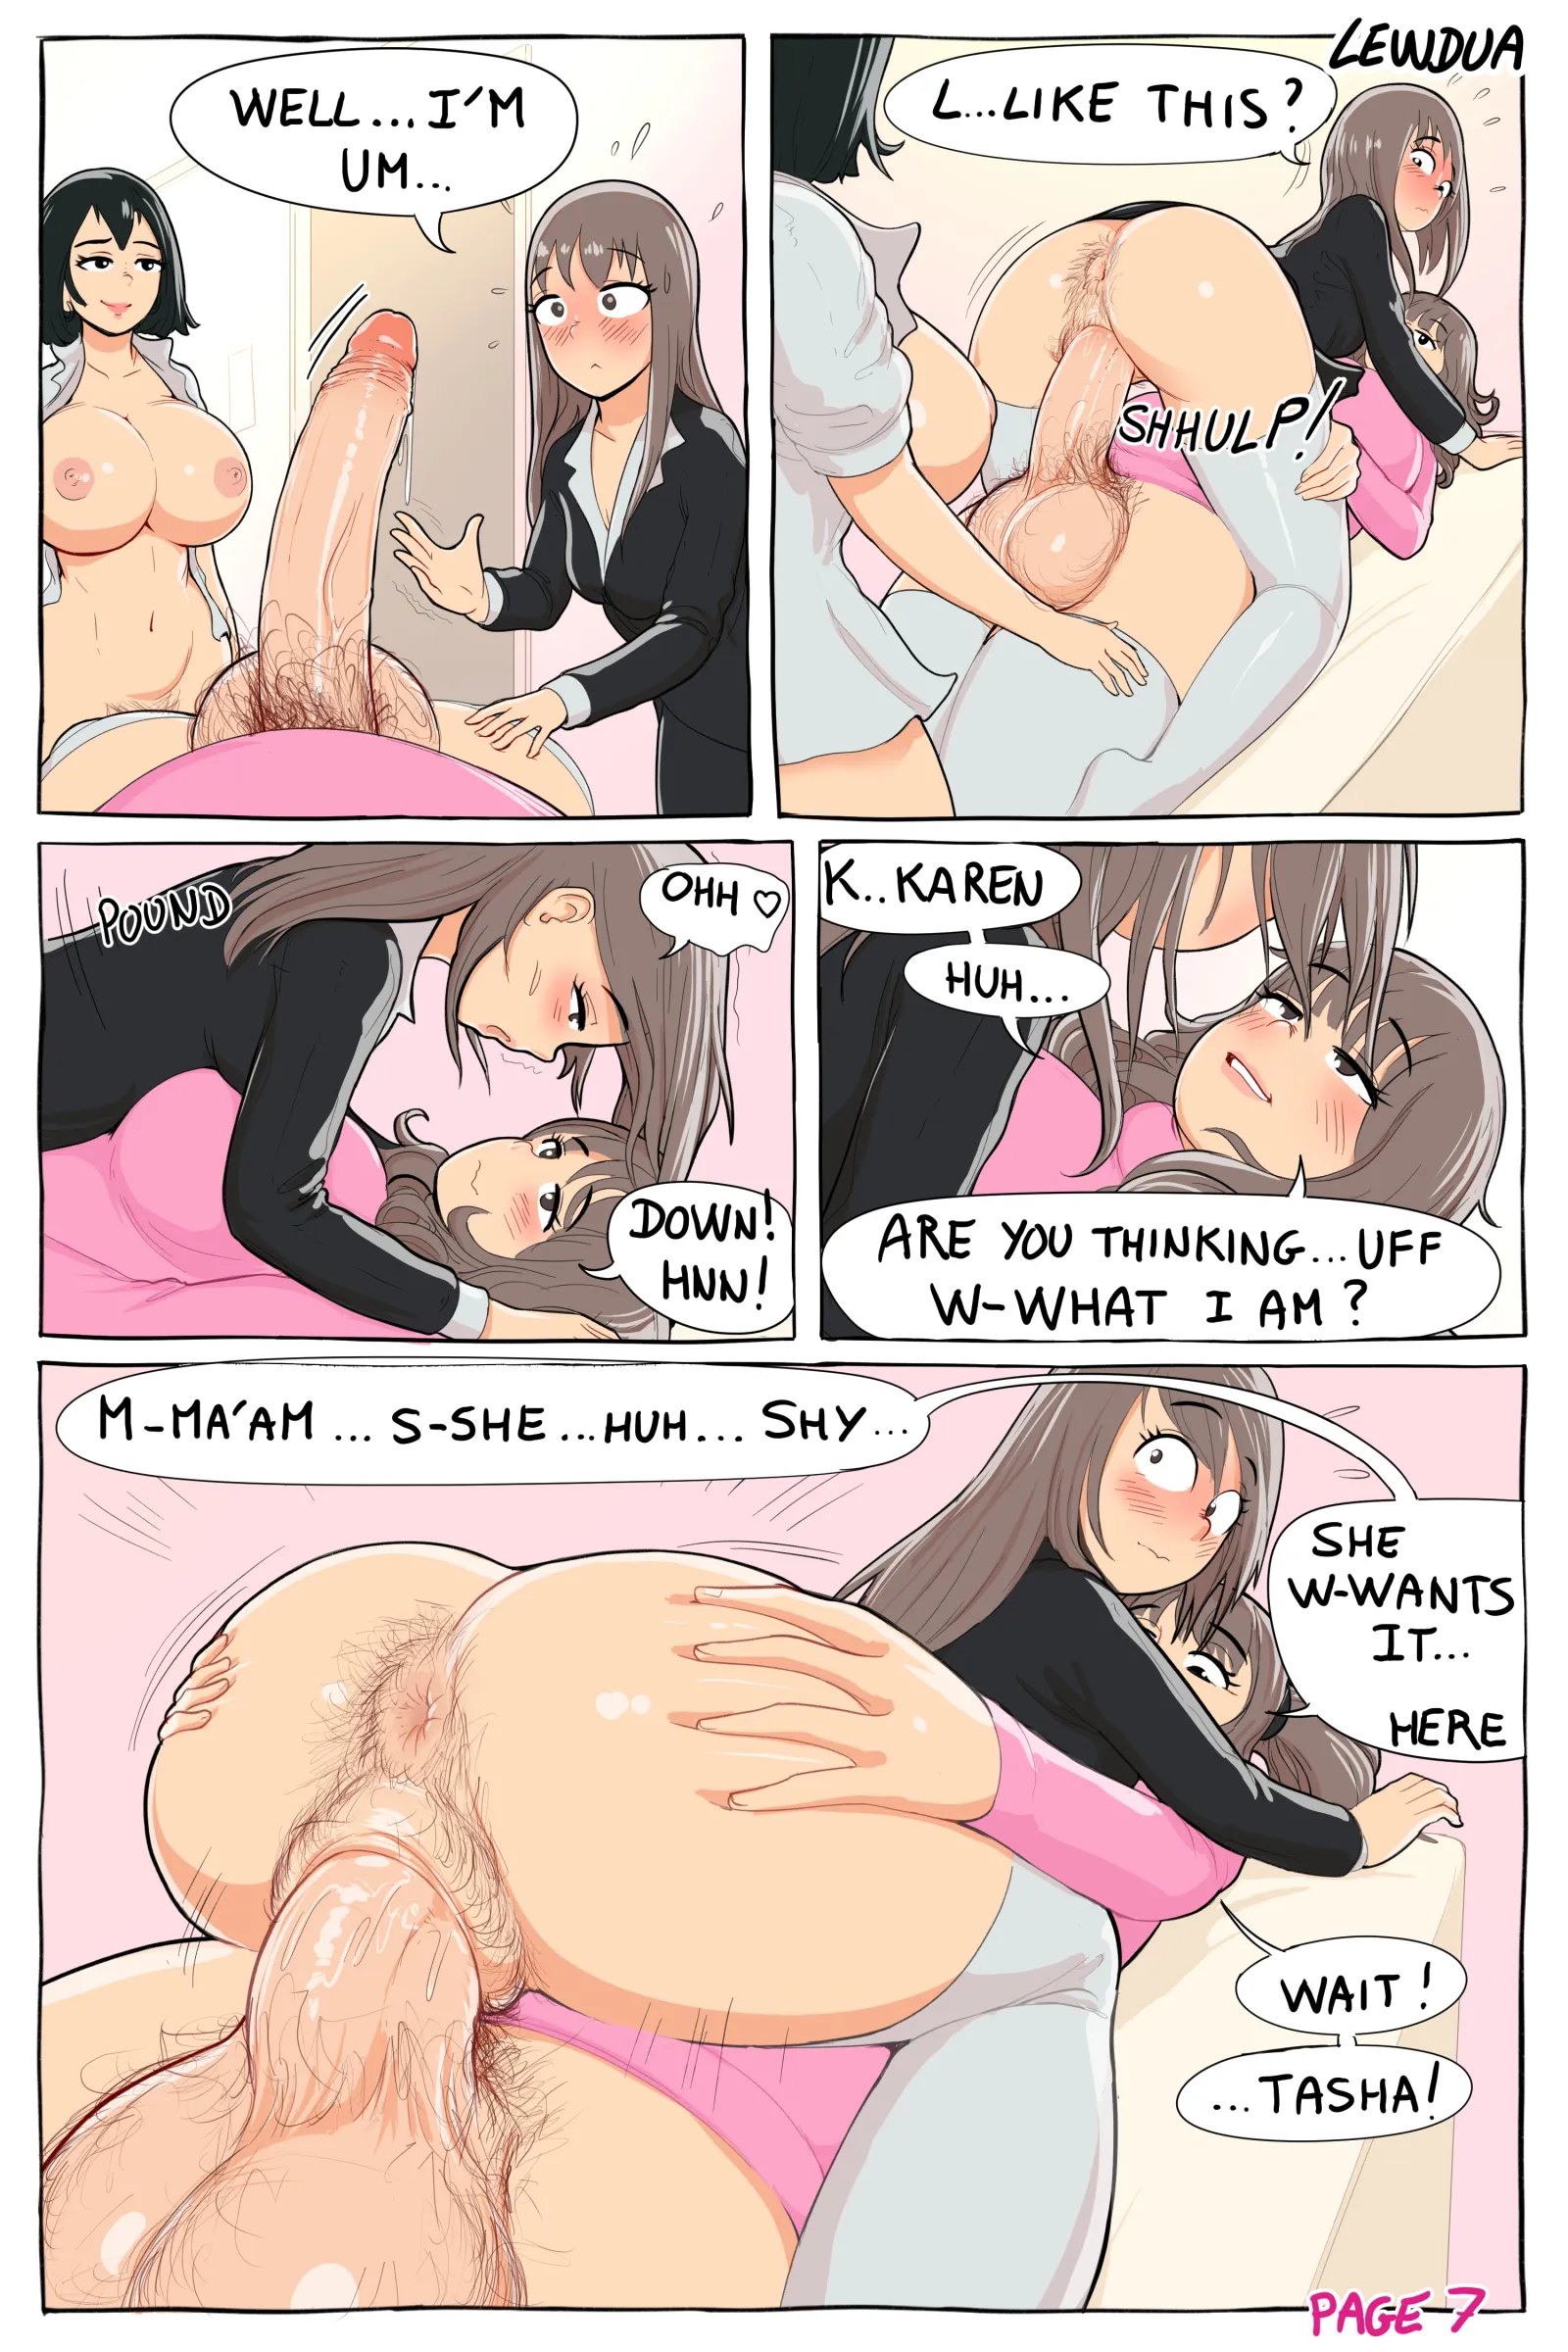 LEWDUA
WELL...I'M
UM...
L...LIKE THIS?
SHHULP!
POUND
OHH ♡
DOWN!
HNN!
K..KAREN
HUH...
ARE YOU THINKING...UFF
W-WHAT I AM?
M-MA'AM ... S-SHE ...HUH... SHY...
SHE
W-WANTS
IT...
HERE
WAIT!
...TASHA!
PAGE 7